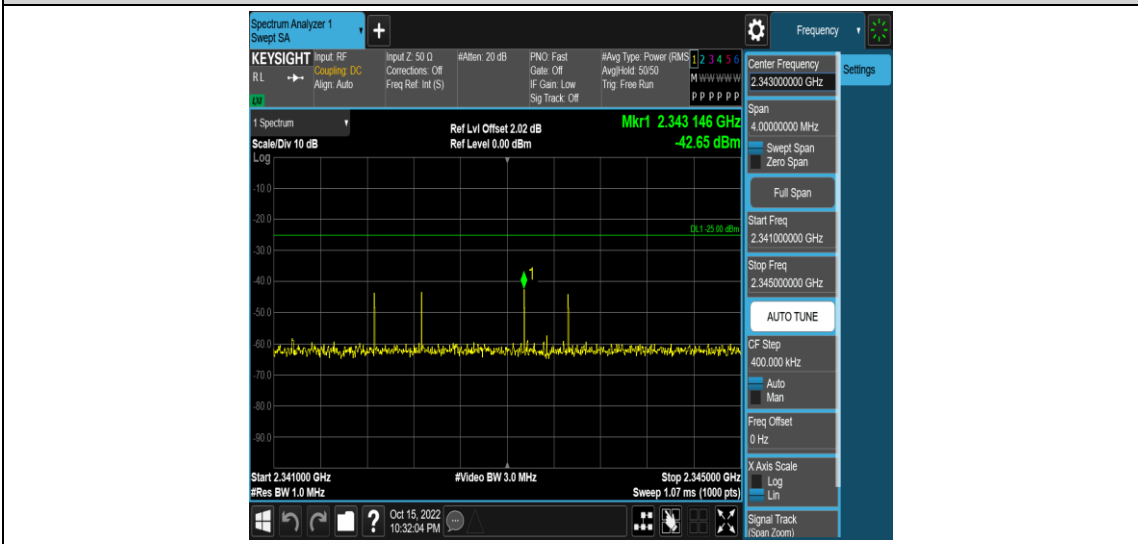 Spectrum Analyzer 1
Swept SA
+
Frequency
KEYSIGHT
RL
LXI
Input: RF
Coupling: DC
Align: Auto
Input Z: 50 Ω
Corrections: Off
Freq Ref: Int (S)
#Atten: 20 dB
PNO: Fast
Gate: Off
IF Gain: Low
Sig Track: Off
#Avg Type: Power (RMS
Avg|Hold: 50/50
Trig: Free Run
1 2 3 4 5 6
M W W W W W
P P P P P P
1 Spectrum
Scale/Div 10 dB
Log
Ref Lvl Offset 2.02 dB
Ref Level 0.00 dBm
Mkr1 2.343 146 GHz
-42.65 dBm
-10.0
-20.0
DL1 -25.00 dBm
-30.0
-40.0
1
-50.0
-60.0
-70.0
-80.0
-90.0
Start 2.341000 GHz
#Res BW 1.0 MHz
#Video BW 3.0 MHz
Stop 2.345000 GHz
Sweep 1.07 ms (1000 pts)
?
Oct 15, 2022
10:32:04 PM
Center Frequency
2.343000000 GHz
Settings
Span
4.00000000 MHz
Swept Span
Zero Span
Full Span
Start Freq
2.341000000 GHz
Stop Freq
2.345000000 GHz
AUTO TUNE
CF Step
400.000 kHz
Auto
Man
Freq Offset
0 Hz
X Axis Scale
Log
Lin
Signal Track
(Span Zoom)